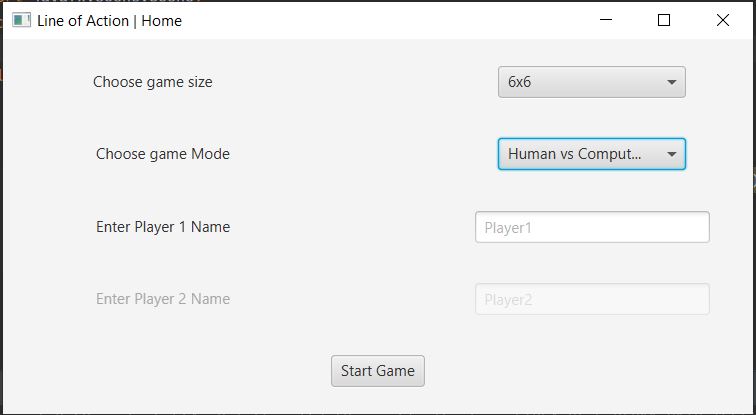 Line of Action | Home
Choose game size 6x6
Choose game Mode Human vs Comput...
Enter Player 1 Name Player1
Enter Player 2 Name Player2
Start Game